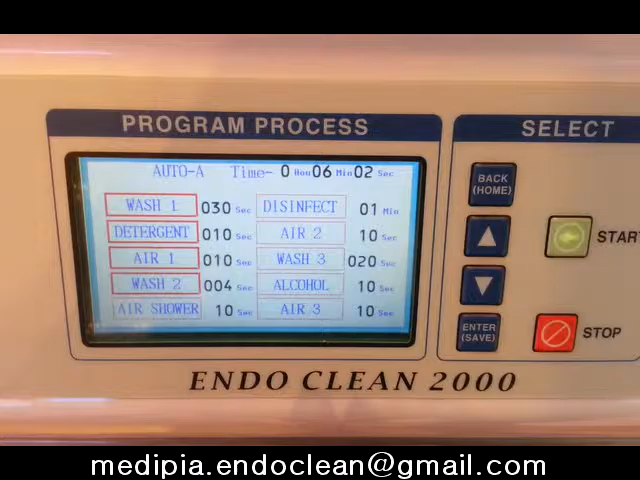 PROGRAM PROCESS
AUTO-A Time- 0 Hou 06 Min 02 Sec
WASH 1 030 Sec DISINFECT 01 Min
DETERGENT 010 Sec AIR 2 10 Sec
AIR 1 010 Sec WASH 3 020 Sec
WASH 2 004 Sec ALCOHOL 10 Sec
AIR SHOWER 10 Sec AIR 3 10 Sec
SELECT
BACK
(HOME)
START
ENTER
(SAVE)
STOP
ENDO CLEAN 2000
medipia.endoclean@gmail.com